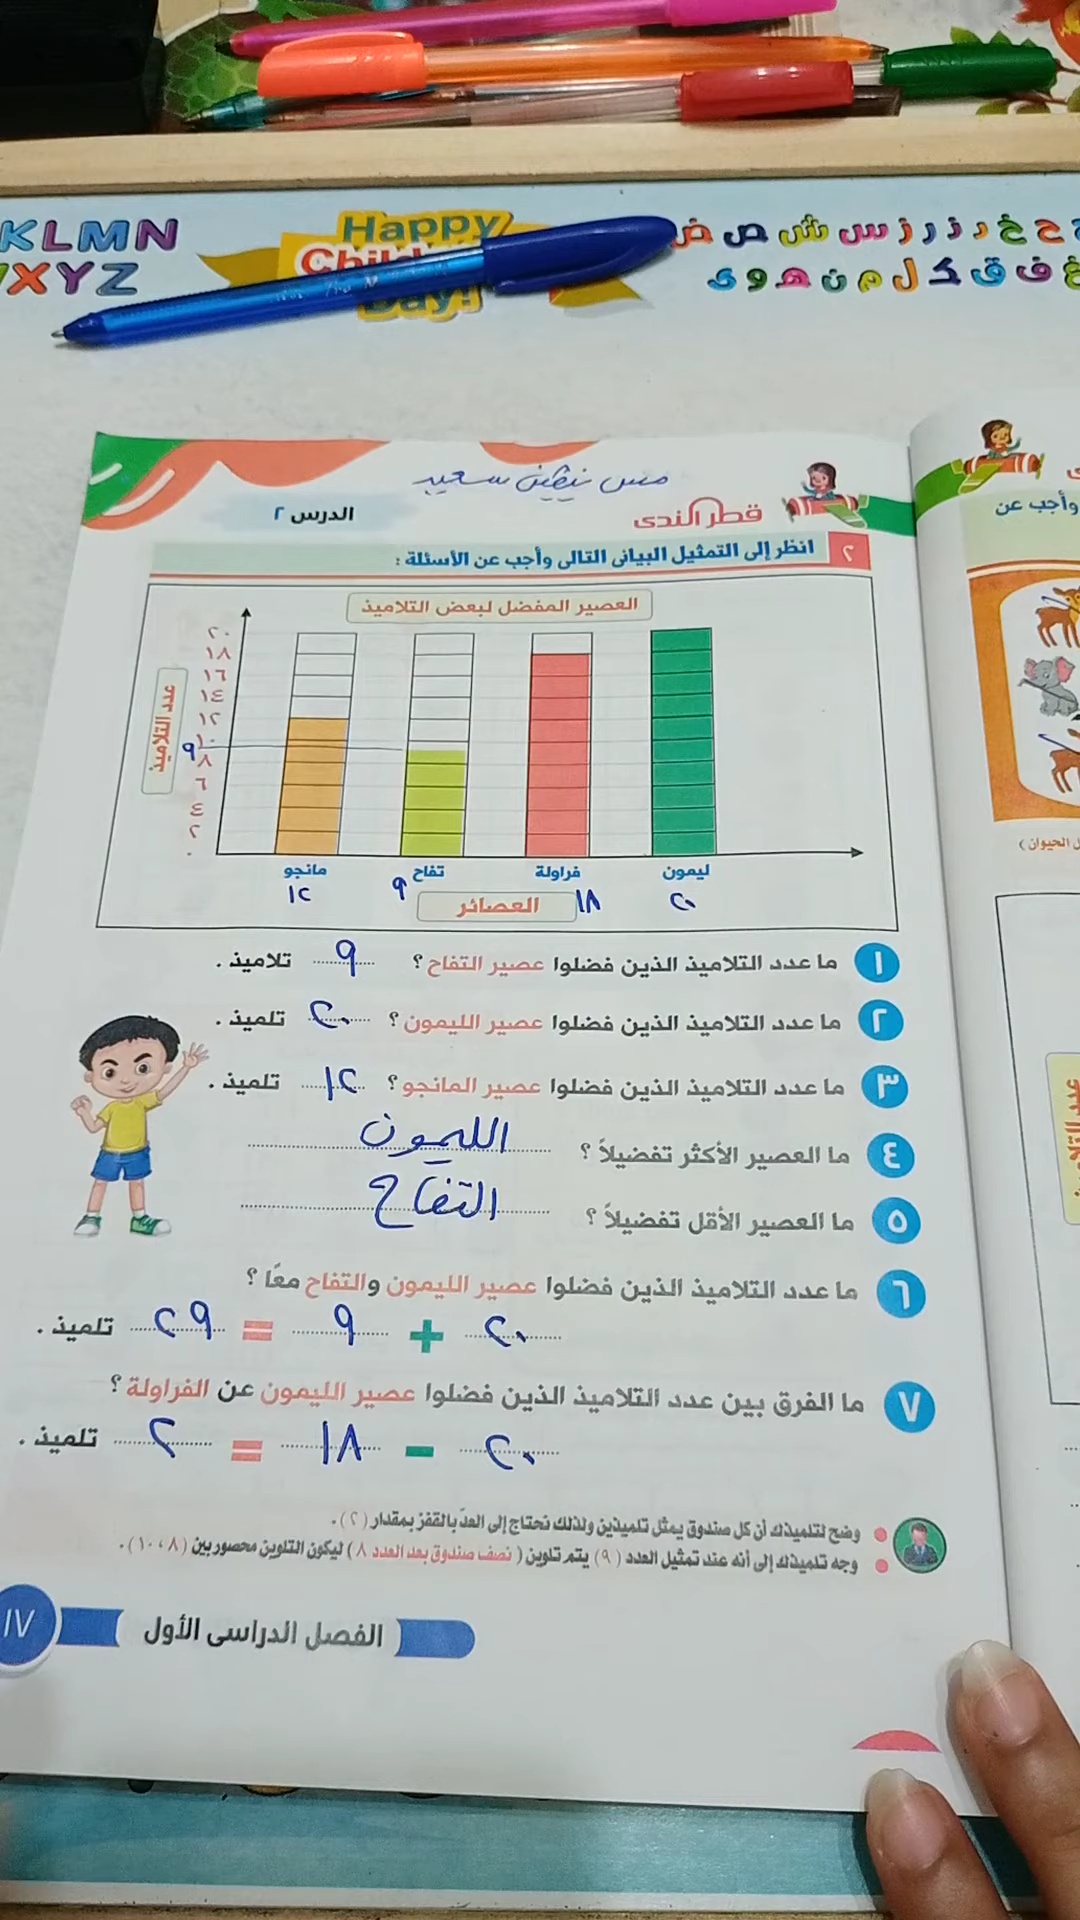 KLMN
Happy
XYZ
Day!
ض ص ش س ز ر ذ د خ ح
ى و ه ن م ل ك ق ف غ
مس نيفين سعيد
قطر الندى
الدرس ٢
٢ انظر إلى التمثيل البيانى التالى وأجب عن الأسئلة :
العصير المفضل لبعض التلاميذ
٢٠
١٨
١٦
١٤
١٢
١٠
٩
٨
٦
٤
٢
٠
عدد التلاميذ
مانجو تفاح فراولة ليمون
١٢ ٩ ١٨ ٢٠
العصائر
١ ما عدد التلاميذ الذين فضلوا عصير التفاح ؟ ٩ تلاميذ .
٢ ما عدد التلاميذ الذين فضلوا عصير الليمون ؟ ٢٠ تلميذ .
٣ ما عدد التلاميذ الذين فضلوا عصير المانجو ؟ ١٢ تلميذ .
٤ ما العصير الأكثر تفضيلاً ؟ الليمون
٥ ما العصير الأقل تفضيلاً ؟ التفاح
٦ ما عدد التلاميذ الذين فضلوا عصير الليمون والتفاح معًا ؟
٢٠ + ٩ = ٢٩ تلميذ .
٧ ما الفرق بين عدد التلاميذ الذين فضلوا عصير الليمون عن الفراولة ؟
٢٠ - ١٨ = ٢ تلميذ .
وضح لتلميذك أن كل صندوق يمثل تلميذين ولذلك نحتاج إلى العدّ بالقفز بمقدار (٢) .
وجه تلميذك إلى أنه عند تمثيل العدد (٩) يتم تلوين ( نصف صندوق بعد العدد ٨ ) ليكون التلوين محصور بين (٨ ، ١٠) .
الفصل الدراسى الأول
١٧
وأجب عن
الحيوان )